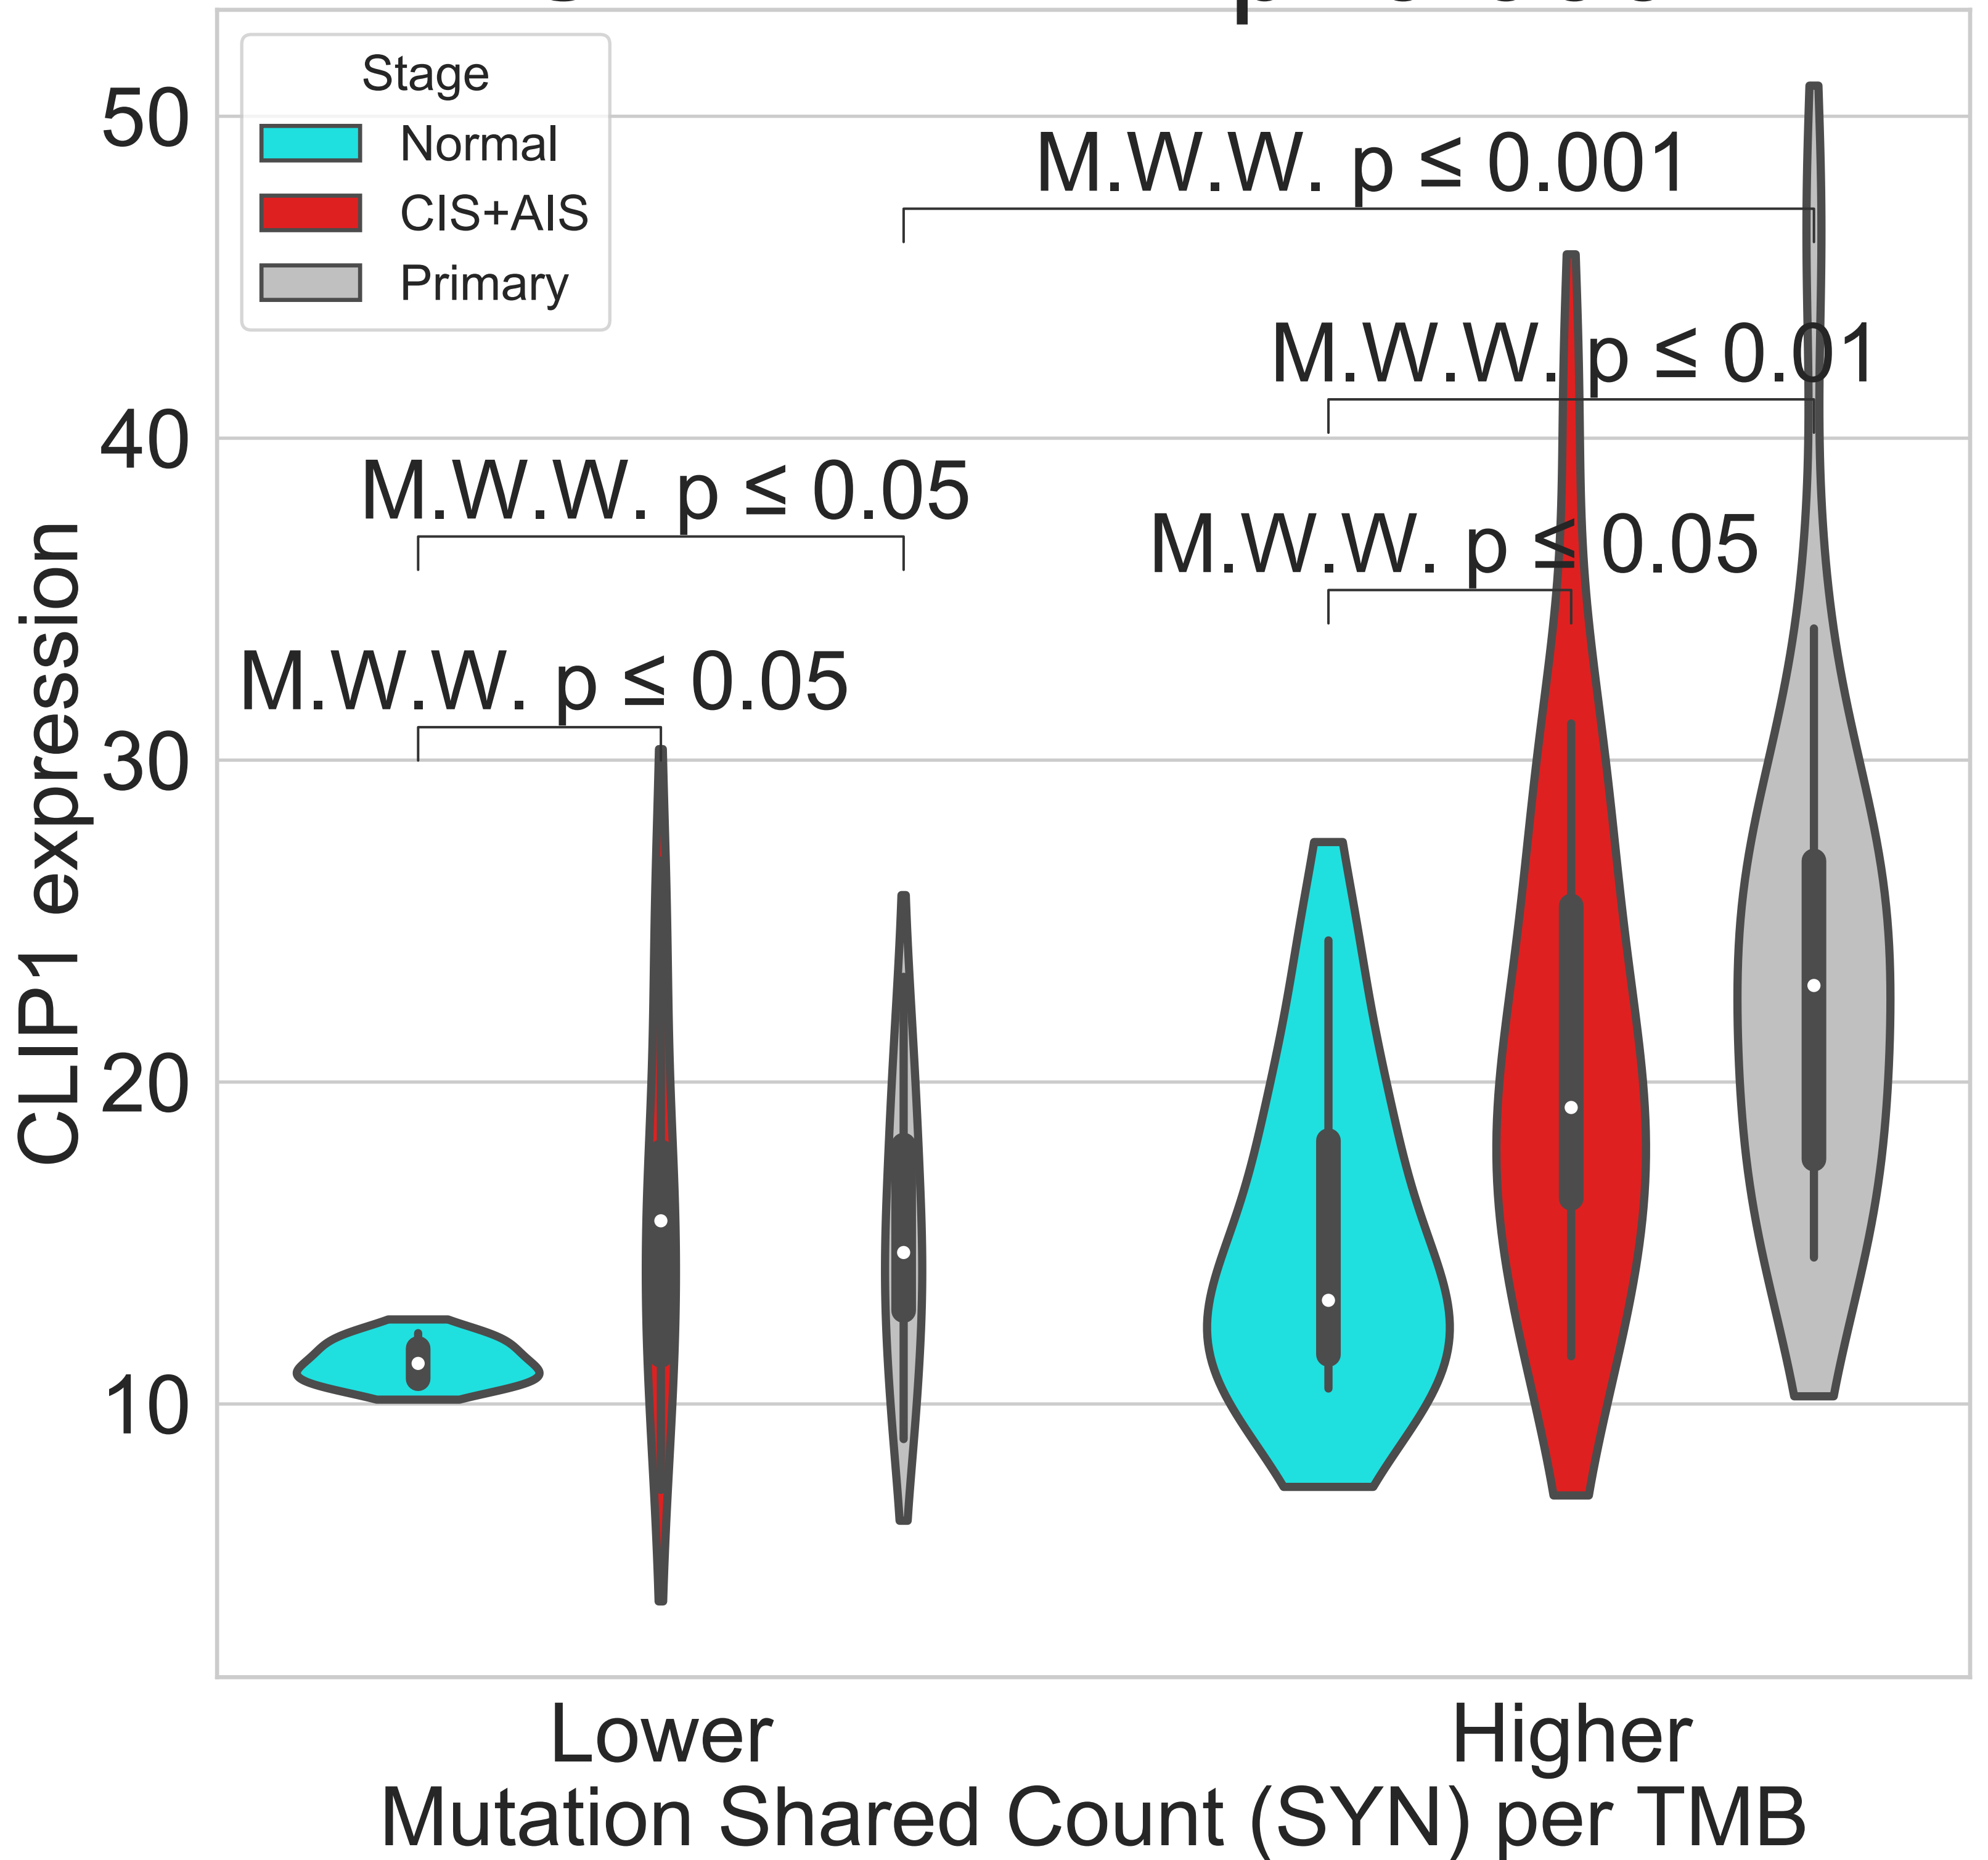 Stage
Normal
CIS+AIS
Primary
50
40
30
20
10
CLIP1 expression
M.W.W. p ≤ 0.001
M.W.W. p ≤ 0.01
M.W.W. p ≤ 0.05
M.W.W. p ≤ 0.05
M.W.W. p ≤ 0.05
Lower
Higher
Mutation Shared Count (SYN) per TMB